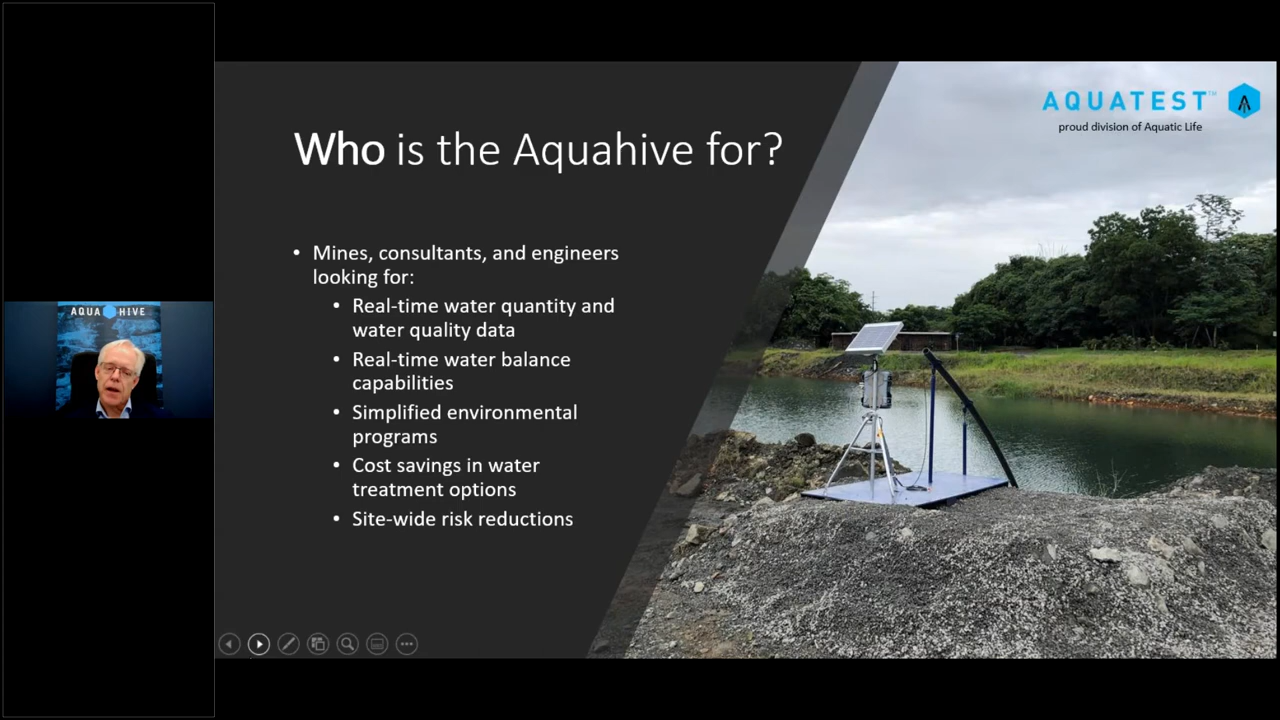 AQUA HIVE
AQUATEST™
proud division of Aquatic Life
Who is the Aquahive for?
• Mines, consultants, and engineers
looking for:
• Real-time water quantity and
water quality data
• Real-time water balance
capabilities
• Simplified environmental
programs
• Cost savings in water
treatment options
• Site-wide risk reductions